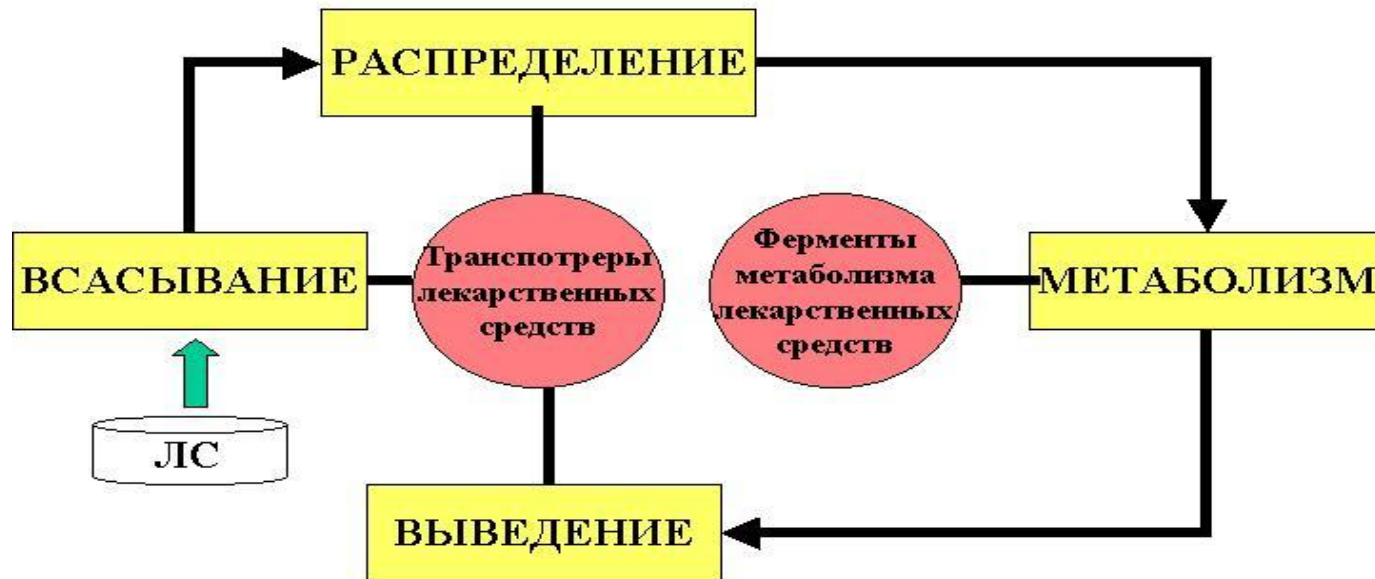 РАСПРЕДЕЛЕНИЕ
ВСАСЫВАНИЕ
Транспотреры
лекарственных
средств
Ферменты
метаболизма
лекарственных
средств
МЕТАБОЛИЗМ
ЛС
ВЫВЕДЕНИЕ